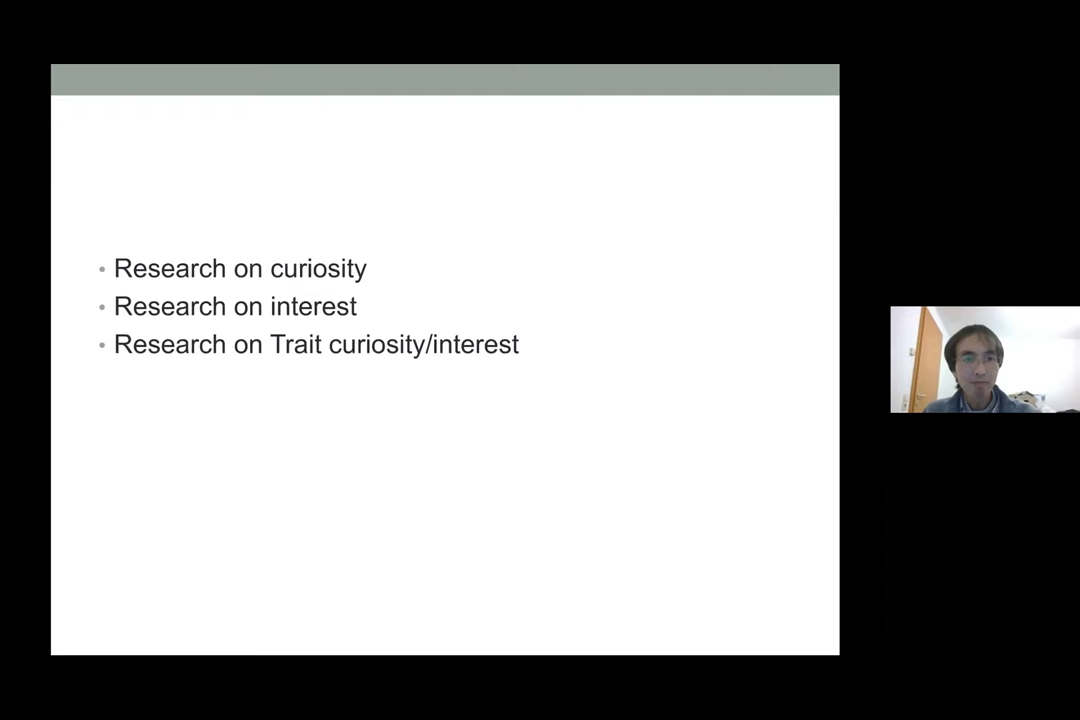 • Research on curiosity
• Research on interest
• Research on Trait curiosity/interest